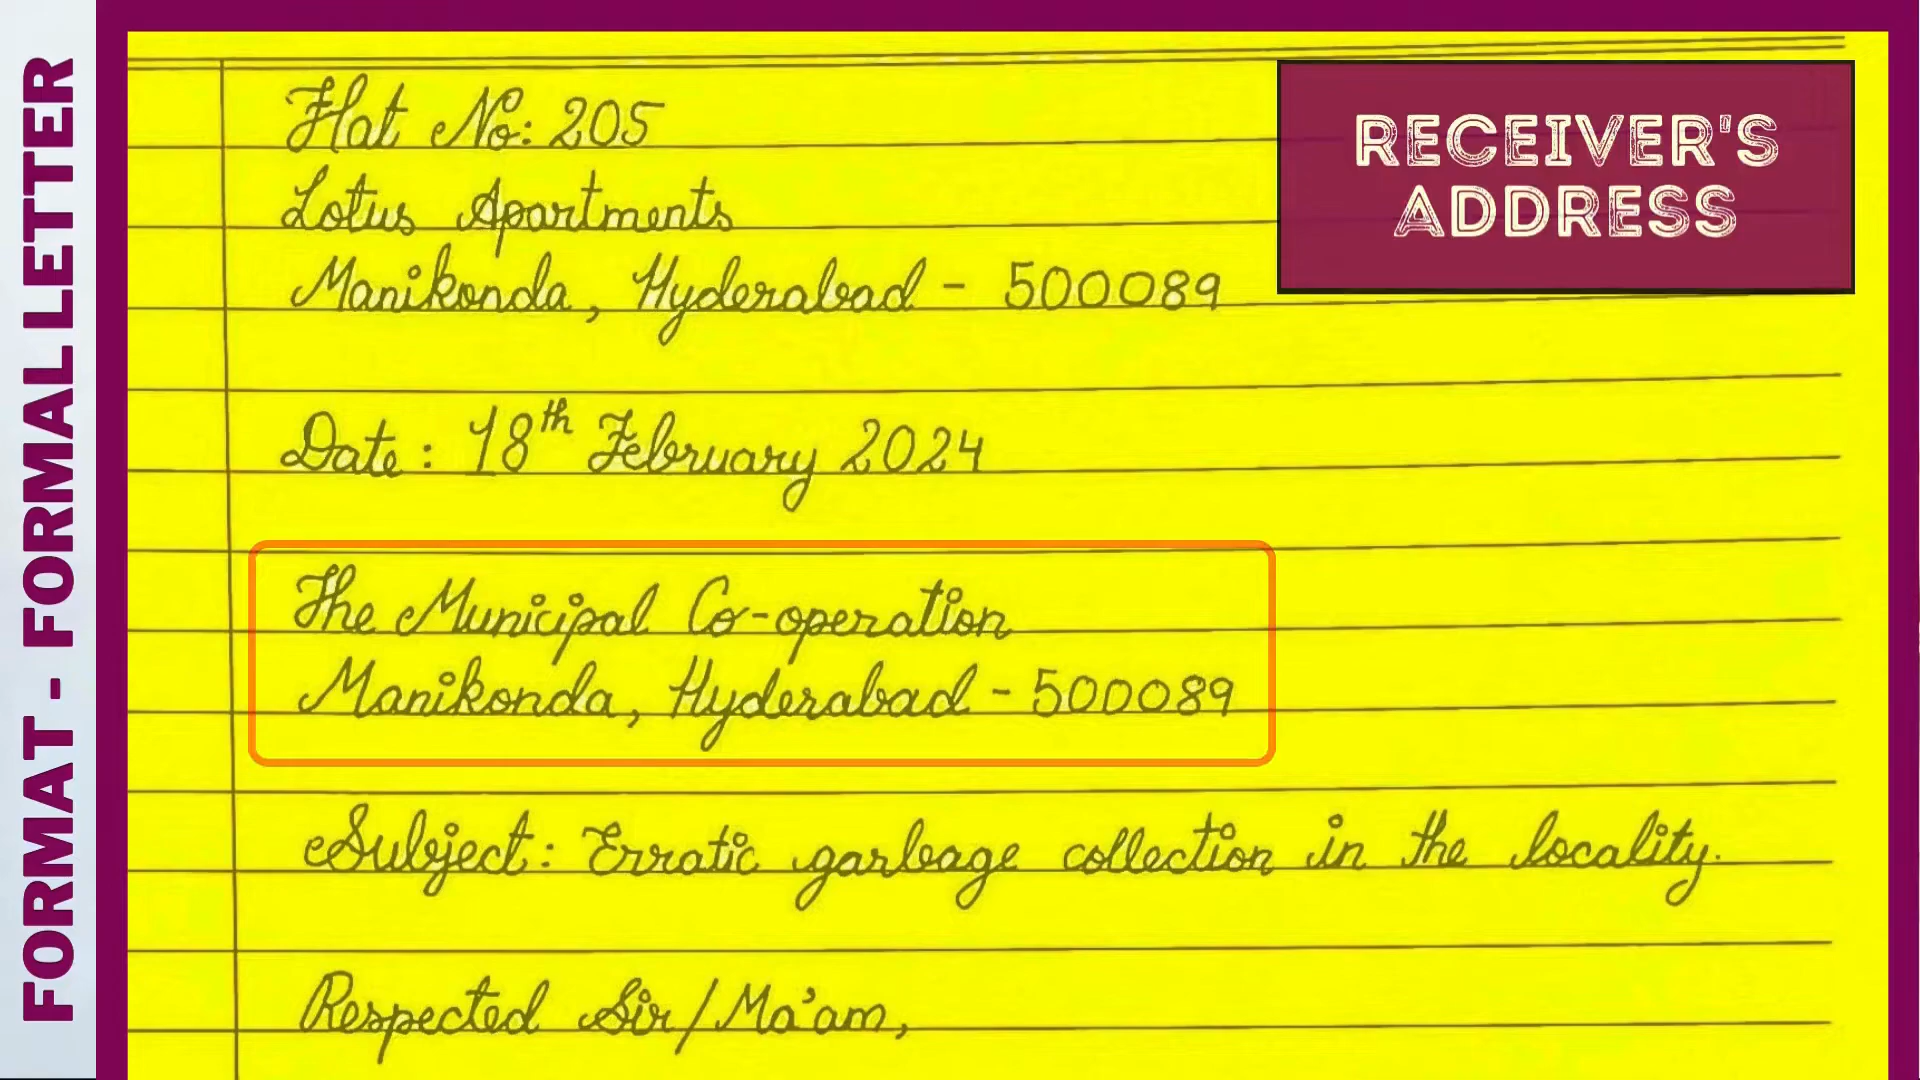 FORMAT - FORMAL LETTER
RECEIVER'S
ADDRESS
Flat No: 205
Lotus Apartments
Manikonda, Hyderabad - 500089
Date: 18th February 2024
The Municipal Co-operation
Manikonda, Hyderabad - 500089
Subject: Erratic garbage collection in the locality.
Respected Sir/Ma'am,